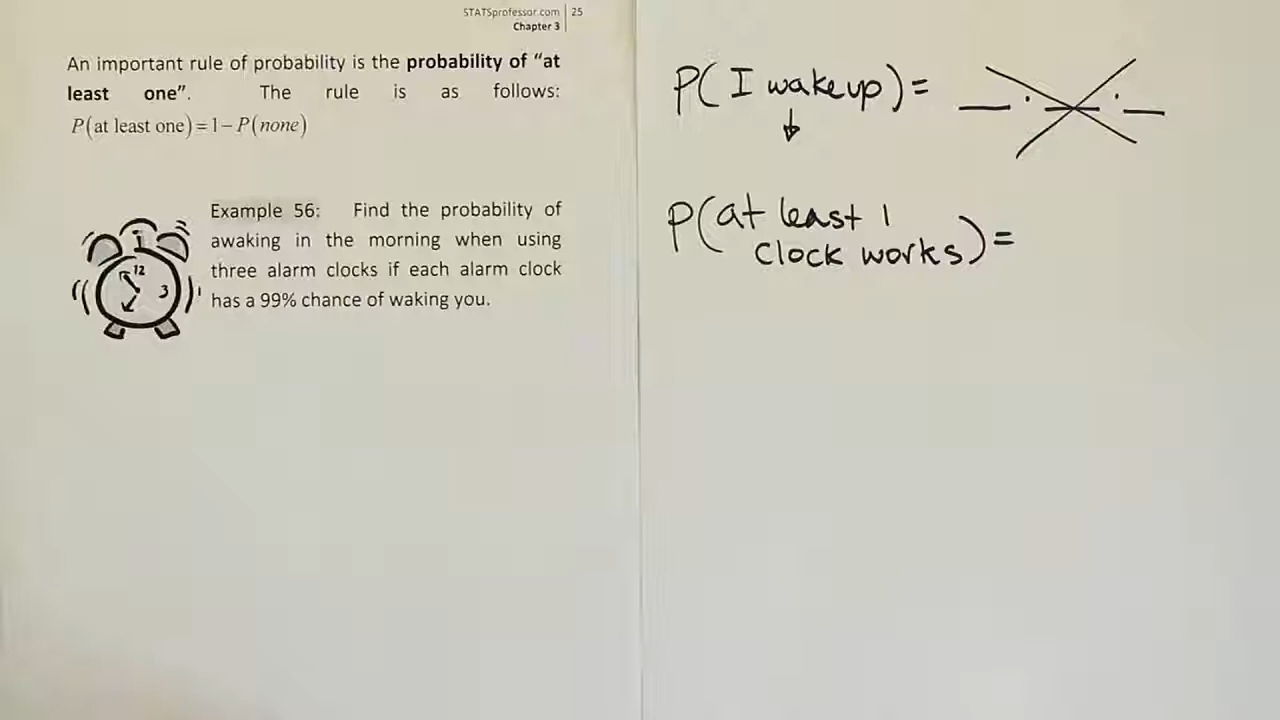 STATSprofessor.com | 25
Chapter 3
An important rule of probability is the probability of “at
least one”. The rule is as follows:
P(at least one)=1−P(none)
Example 56: Find the probability of
awaking in the morning when using
three alarm clocks if each alarm clock
has a 99% chance of waking you.
12
3
P( I wakeup)= __ · __ · __
P(at least 1
clock works)=